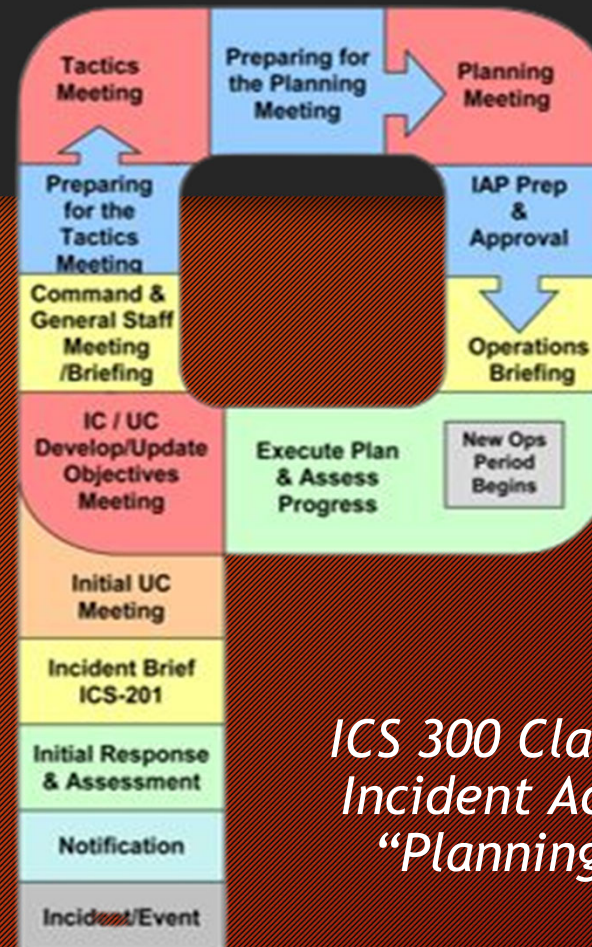 Tactics
Meeting
Preparing for
the Planning
Meeting
Planning
Meeting
Preparing
for the
Tactics
Meeting
IAP Prep
&
Approval
Command &
General Staff
Meeting
/Briefing
Operations
Briefing
IC / UC
Develop/Update
Objectives
Meeting
Execute Plan
& Assess
Progress
New Ops
Period
Begins
Initial UC
Meeting
Incident Brief
ICS-201
Initial Response
& Assessment
Notification
Incident/Event
ICS 300 Cla
Incident Ac
“Planning